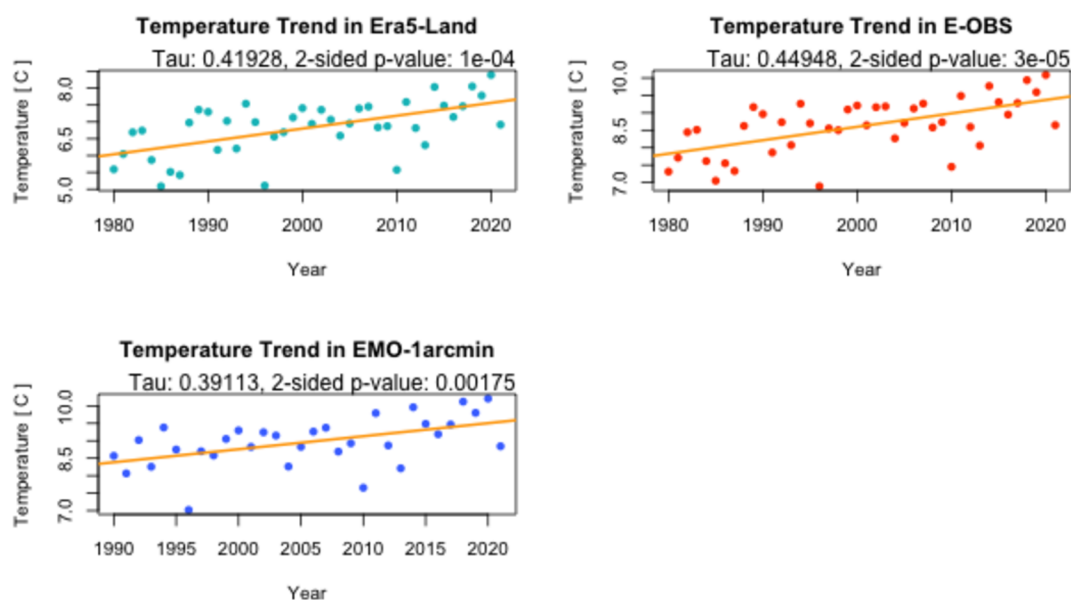 Temperature Trend in Era5-Land
Tau: 0.41928, 2-sided p-value: 1e-04
Temperature [ C ]
8.0
6.5
5.0
1980 1990 2000 2010 2020
Year
Temperature Trend in E-OBS
Tau: 0.44948, 2-sided p-value: 3e-05
Temperature [ C ]
10.0
8.5
7.0
1980 1990 2000 2010 2020
Year
Temperature Trend in EMO-1arcmin
Tau: 0.39113, 2-sided p-value: 0.00175
Temperature [ C ]
10.0
8.5
7.0
1990 1995 2000 2005 2010 2015 2020
Year